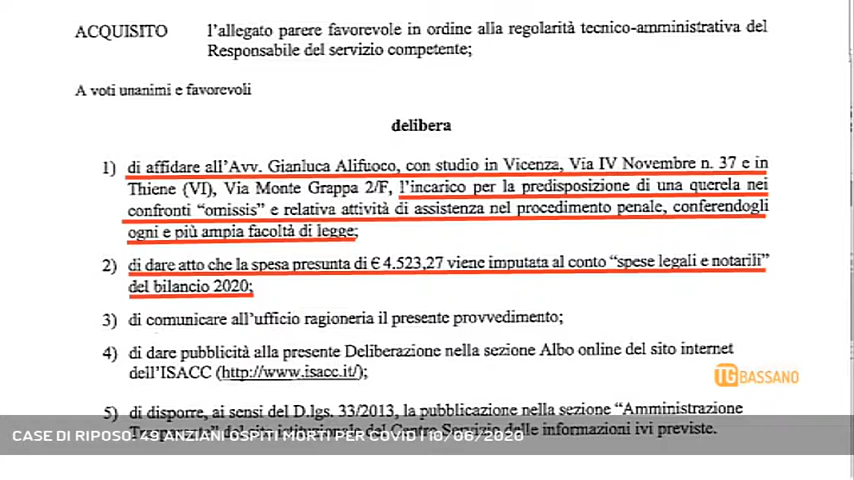 ACQUISITO l'allegato parere favorevole in ordine alla regolarità tecnico-amministrativa del
Responsabile del servizio competente;
A voti unanimi e favorevoli
delibera
1) di affidare all'Avv. Gianluca Alifuoco, con studio in Vicenza, Via IV Novembre n. 37 e in
Thiene (VI), Via Monte Grappa 2/F, l'incarico per la predisposizione di una querela nei
confronti "omissis" e relativa attività di assistenza nel procedimento penale, conferendogli
ogni e più ampia facoltà di legge;
2) di dare atto che la spesa presunta di € 4.523,27 viene imputata al conto "spese legali e notarili"
del bilancio 2020;
3) di comunicare all'ufficio ragioneria il presente provvedimento;
4) di dare pubblicità alla presente Deliberazione nella sezione Albo online del sito internet
dell'ISACC (http://www.isacc.it/);
TG BASSANO
5) di disporre, ai sensi del D.lgs. 33/2013, la pubblicazione nella sezione "Amministrazione
Trasparente" del sito istituzionale del Centro Servizio delle informazioni ivi previste.
CASE DI RIPOSO: 49 ANZIANI OSPITI MORTI PER COVID | 10/06/2020